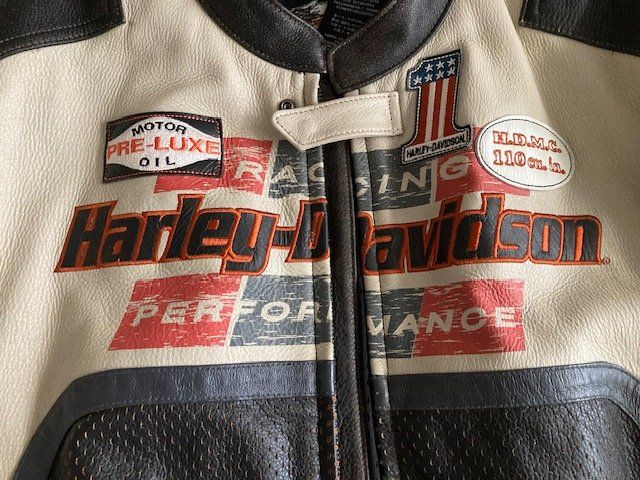 MOTOR
PRE-LUXE
OIL
HARLEY-DAVIDSON
H.D.M.C.
110 cu. in.
RACING
Harley-Davidson
PERFORMANCE